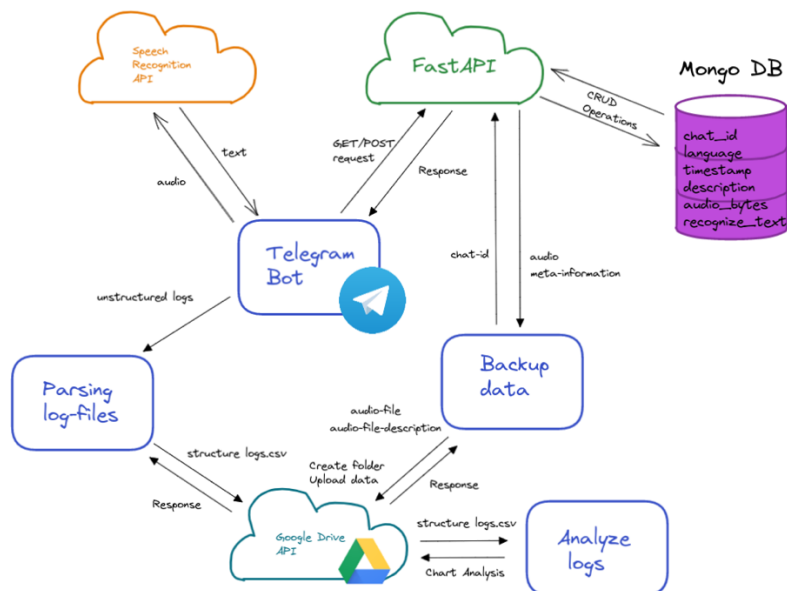 Speech
Recognition
API
FastAPI
Mongo DB
CRUD
Operations
chat_id
language
timestamp
description
audio_bytes
recognize_text
text
audio
GET/POST
request
Response
Telegram
Bot
chat-id
audio
meta-information
unstructured logs
Parsing
log-files
Backup
data
audio-file
audio-file-description
structure logs.csv
Response
Create folder
Upload data
Response
Google Drive
API
structure logs.csv
Chart Analysis
Analyze
logs